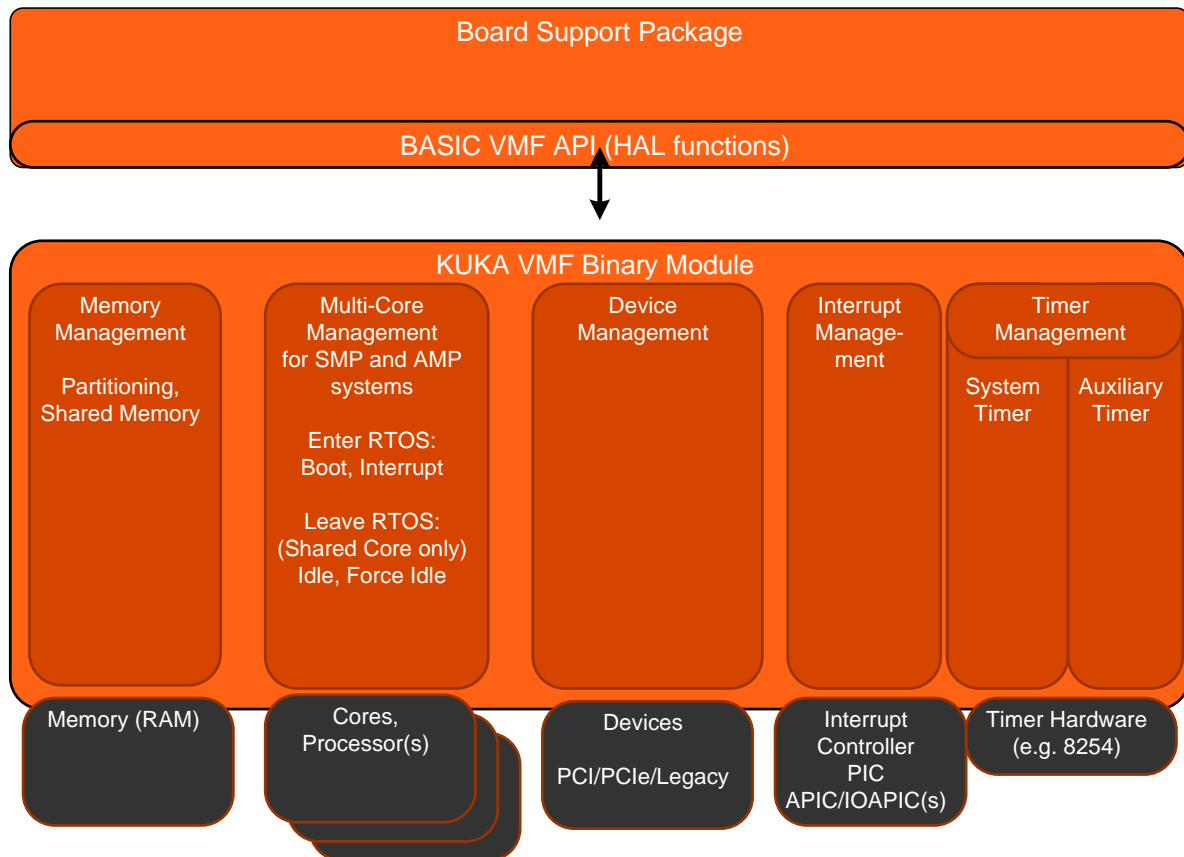 Board Support Package
BASIC VMF API (HAL functions)
KUKA VMF Binary Module
Memory
Management
Partitioning,
Shared Memory
Multi-Core
Management
for SMP and AMP
systems
Enter RTOS:
Boot, Interrupt
Leave RTOS:
(Shared Core only)
Idle, Force Idle
Device
Management
Interrupt
Manage-
ment
Timer
Management
System
Timer
Auxiliary
Timer
Memory (RAM)
Cores,
Processor(s)
Devices
PCI/PCIe/Legacy
Interrupt
Controller
PIC
APIC/IOAPIC(s)
Timer Hardware
(e.g. 8254)